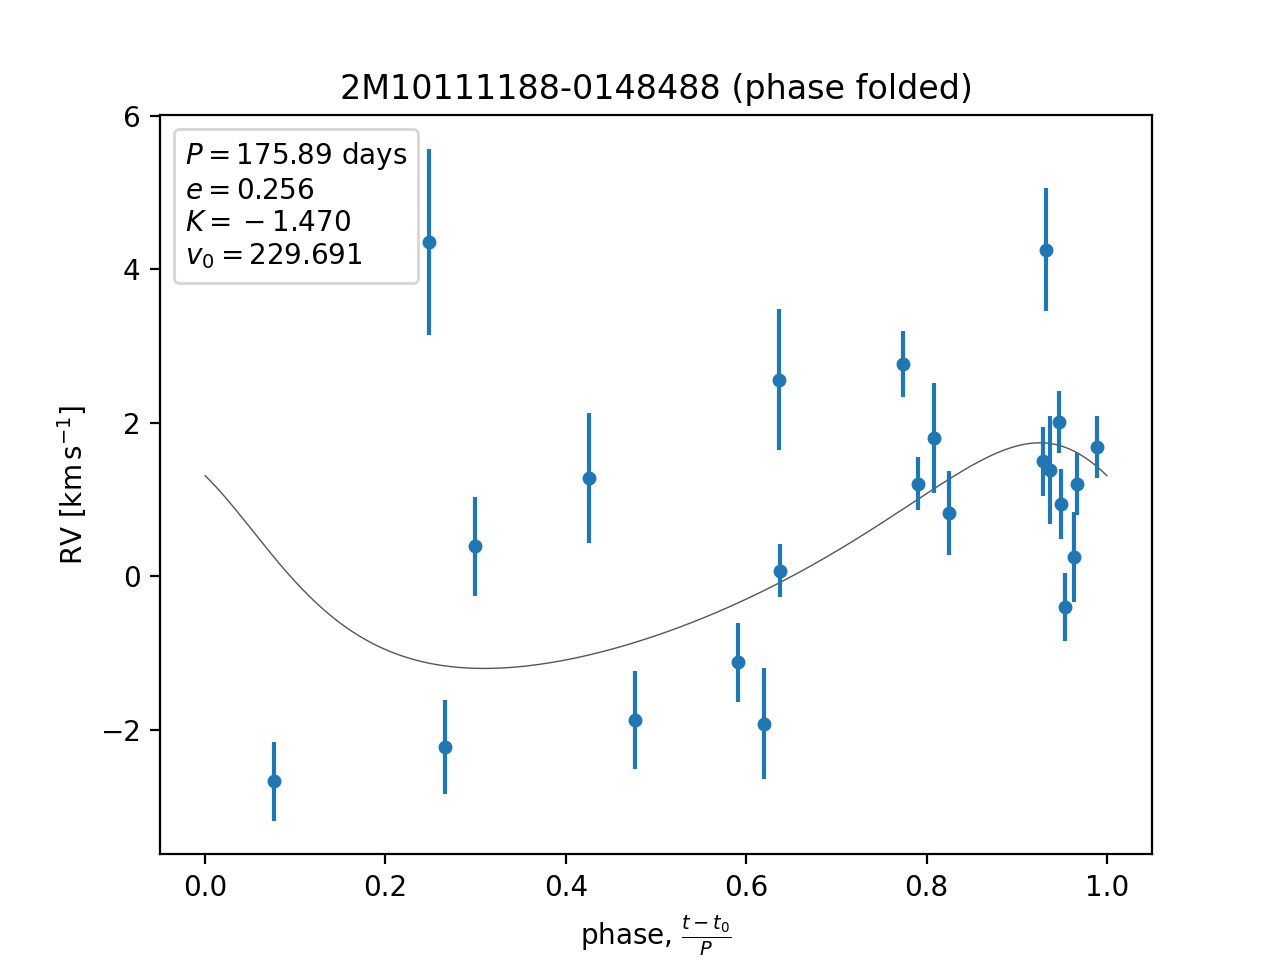 2M10111188-0148488 (phase folded)
P = 175.89 days
e = 0.256
K = −1.470
v₀ = 229.691
6
4
2
0
−2
RV [km s⁻¹]
0.0 0.2 0.4 0.6 0.8 1.0
phase, (t − t₀)/P